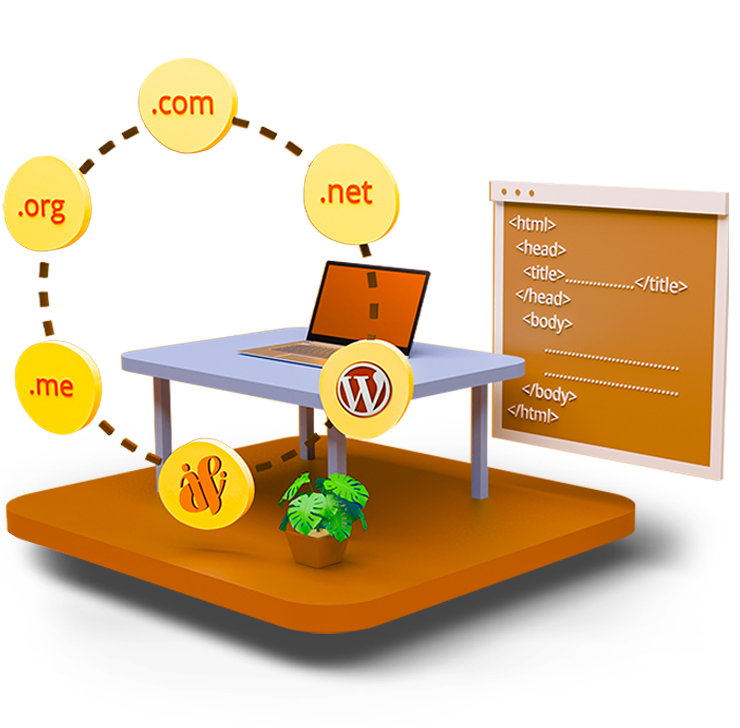 .com
.net
.org
.me
W
<html>
<head>
<title>..................</title>
</head>
<body>
....................................
....................................
</body>
</html>